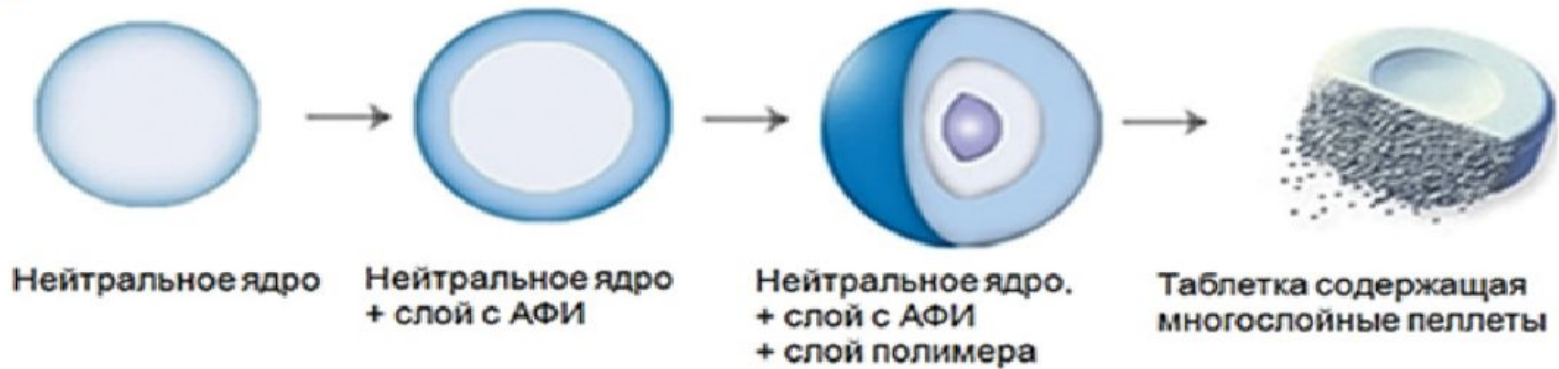 Нейтральное ядро
Нейтральное ядро
+ слой с АФИ
Нейтральное ядро.
+ слой с АФИ
+ слой полимера
Таблетка содержащая
многослойные пеллеты